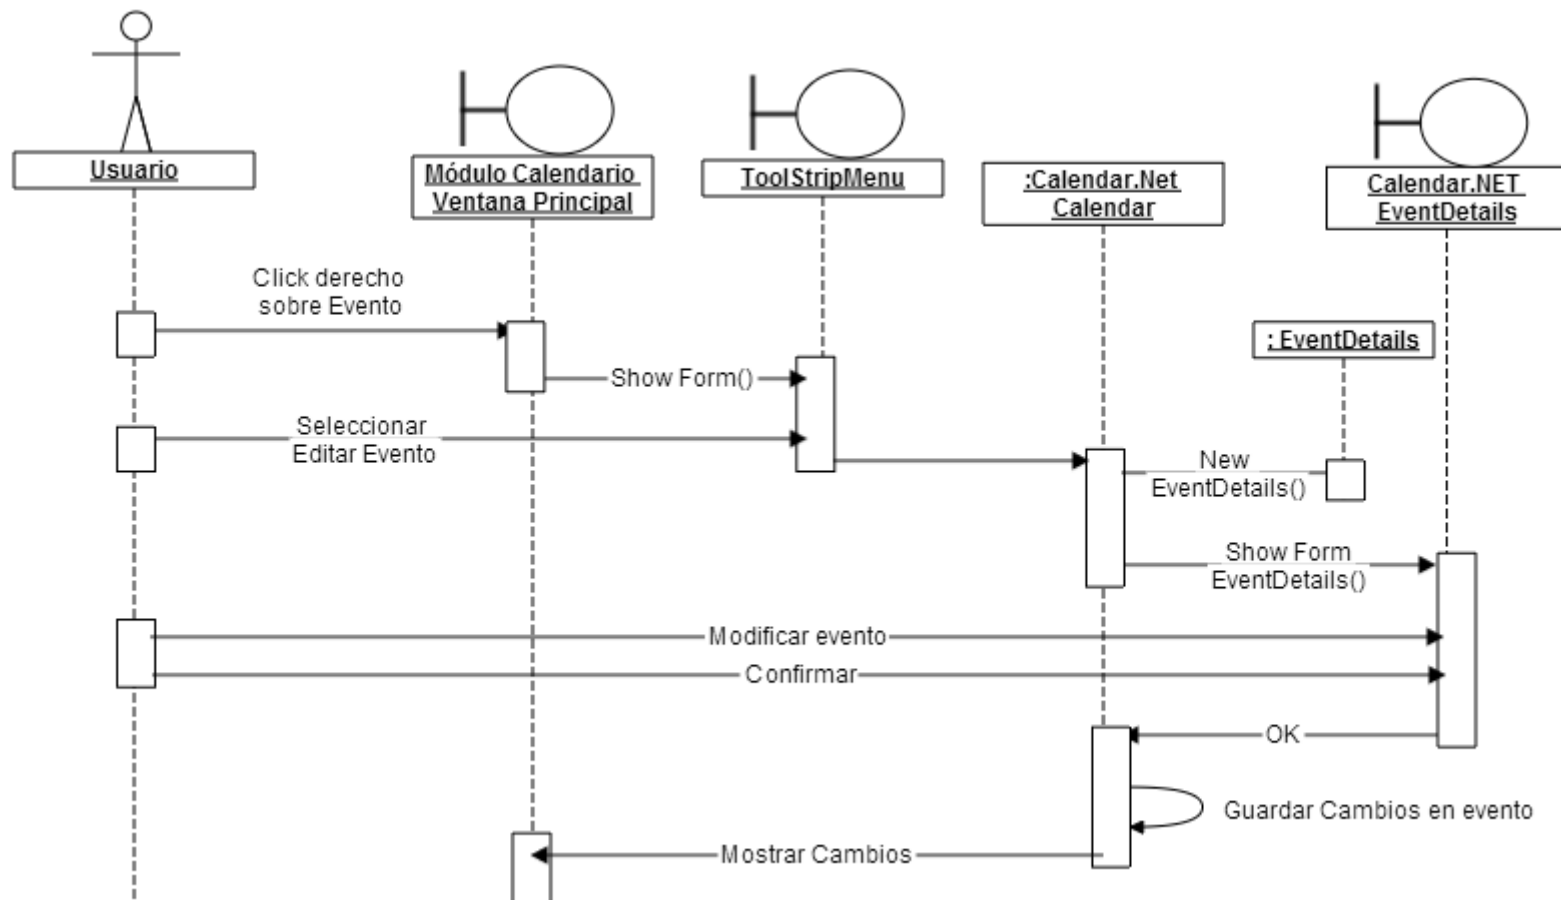 Usuario
Módulo Calendario
Ventana Principal
ToolStripMenu
:Calendar.Net
Calendar
Calendar.NET
EventDetails
Click derecho
sobre Evento
: EventDetails
Show Form()
Seleccionar
Editar Evento
New
EventDetails()
Show Form
EventDetails()
Modificar evento
Confirmar
OK
Guardar Cambios en evento
Mostrar Cambios